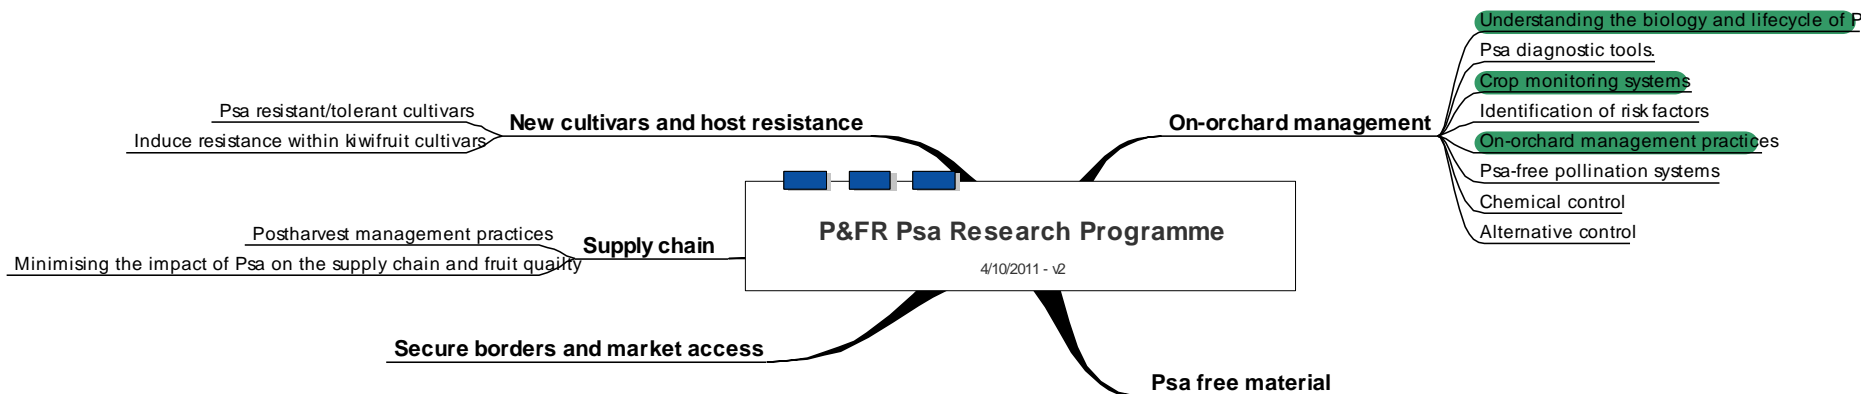 P&FR Psa Research Programme
4/10/2011 - v2
On-orchard management
Understanding the biology and lifecycle of P
Psa diagnostic tools.
Crop monitoring systems
Identification of risk factors
On-orchard management practices
Psa-free pollination systems
Chemical control
Alternative control
Psa free material
Secure borders and market access
Supply chain
Postharvest management practices
Minimising the impact of Psa on the supply chain and fruit quailty
New cultivars and host resistance
Psa resistant/tolerant cultivars
Induce resistance within kiwifruit cultivars